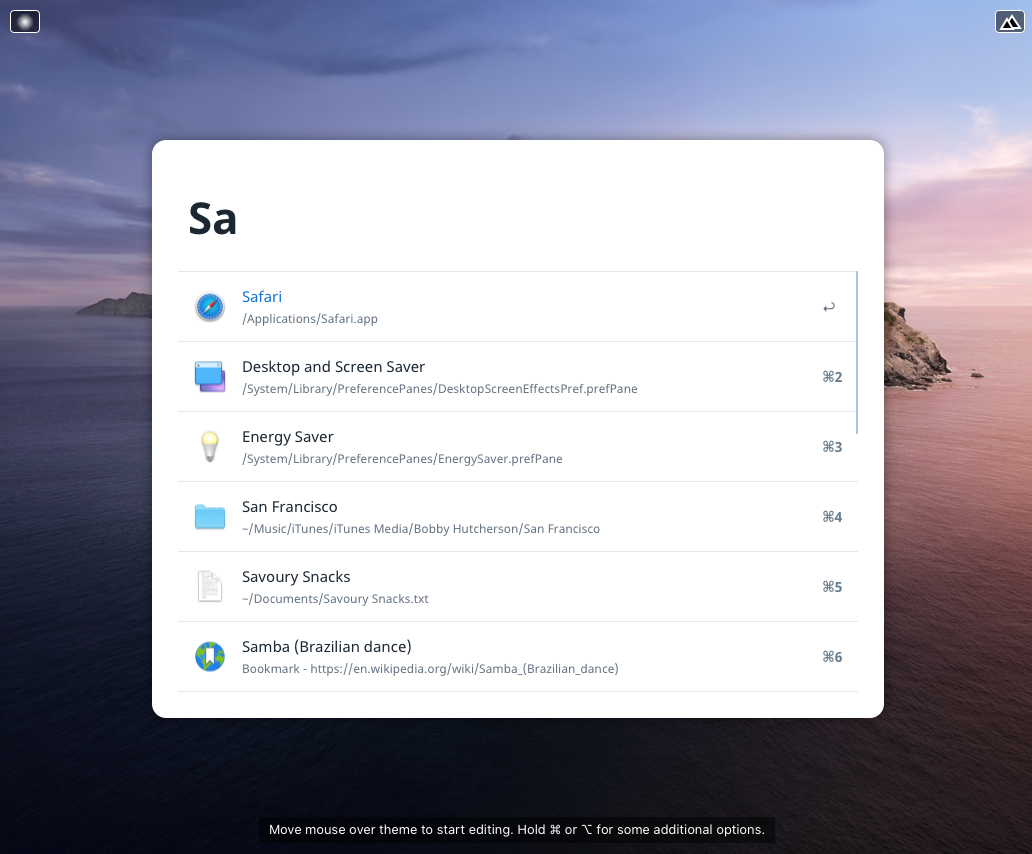 Sa
Safari
/Applications/Safari.app
↩
Desktop and Screen Saver
/System/Library/PreferencePanes/DesktopScreenEffectsPref.prefPane
⌘2
Energy Saver
/System/Library/PreferencePanes/EnergySaver.prefPane
⌘3
San Francisco
~/Music/iTunes/iTunes Media/Bobby Hutcherson/San Francisco
⌘4
Savoury Snacks
~/Documents/Savoury Snacks.txt
⌘5
Samba (Brazilian dance)
Bookmark - https://en.wikipedia.org/wiki/Samba_(Brazilian_dance)
⌘6
Move mouse over theme to start editing. Hold ⌘ or ⌥ for some additional options.